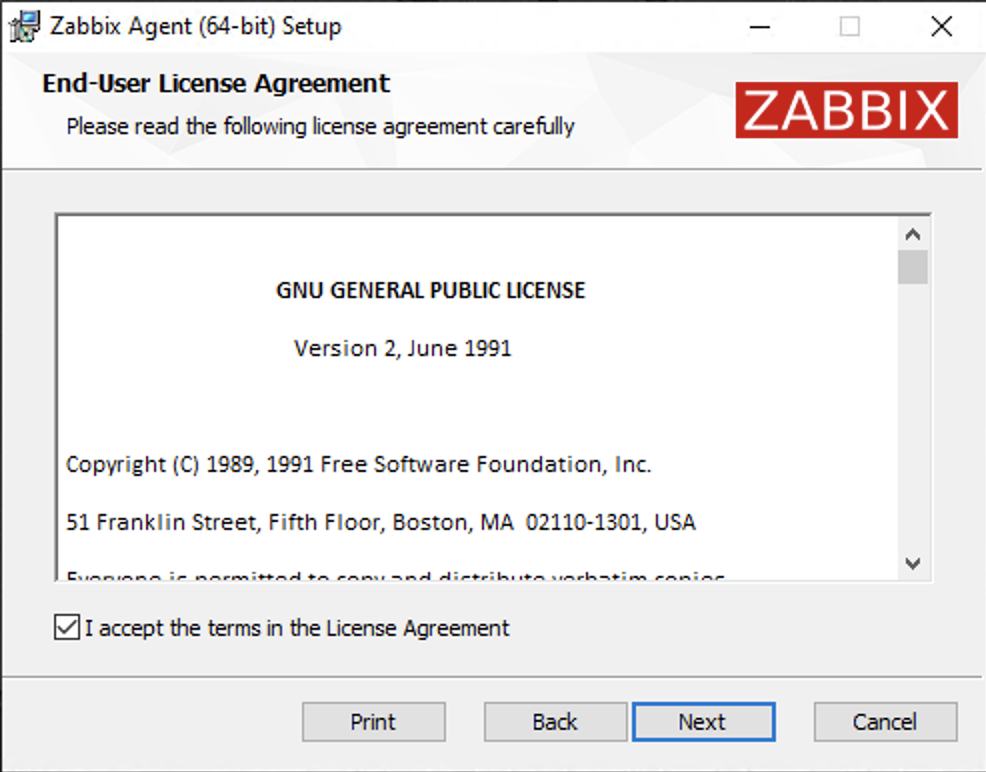 Zabbix Agent (64-bit) Setup
End-User License Agreement
Please read the following license agreement carefully
ZABBIX
GNU GENERAL PUBLIC LICENSE
Version 2, June 1991
Copyright (C) 1989, 1991 Free Software Foundation, Inc.
51 Franklin Street, Fifth Floor, Boston, MA  02110-1301, USA
Everyone is permitted to copy and distribute verbatim copies
I accept the terms in the License Agreement
Print
Back
Next
Cancel